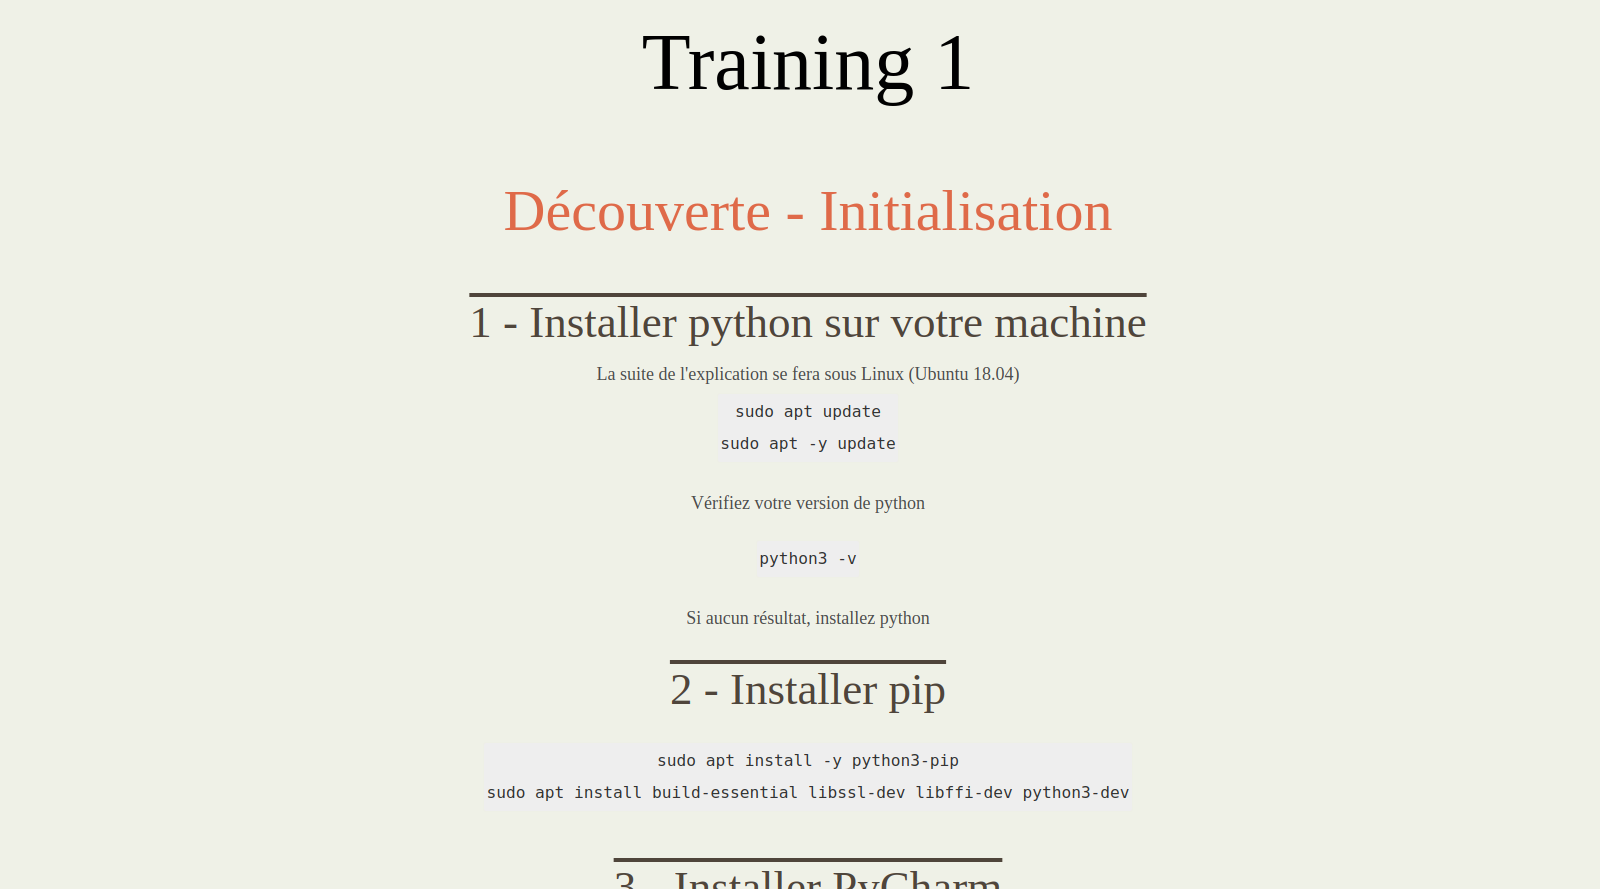 Training 1
Découverte - Initialisation
1 - Installer python sur votre machine
La suite de l'explication se fera sous Linux (Ubuntu 18.04)
sudo apt update
sudo apt -y update
Vérifiez votre version de python
python3 -v
Si aucun résultat, installez python
2 - Installer pip
sudo apt install -y python3-pip
sudo apt install build-essential libssl-dev libffi-dev python3-dev
3 - Installer PyCharm